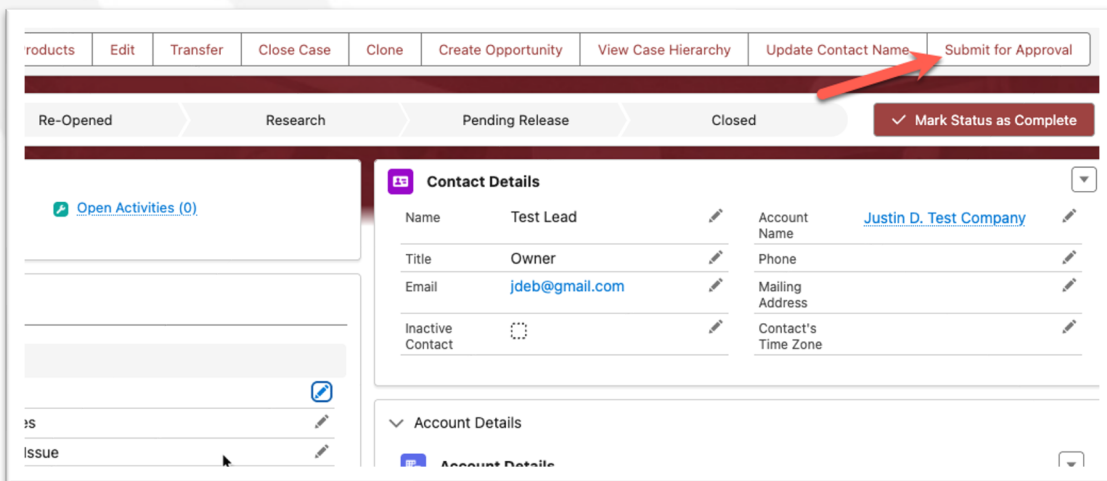 roducts Edit Transfer Close Case Clone Create Opportunity View Case Hierarchy Update Contact Name Submit for Approval
Re-Opened Research Pending Release Closed Mark Status as Complete
Open Activities (0)
Contact Details
Name Test Lead
Account Name Justin D. Test Company
Title Owner
Phone
Email jdeb@gmail.com
Mailing Address
Inactive Contact
Contact's Time Zone
es
Issue
Account Details
Account Details